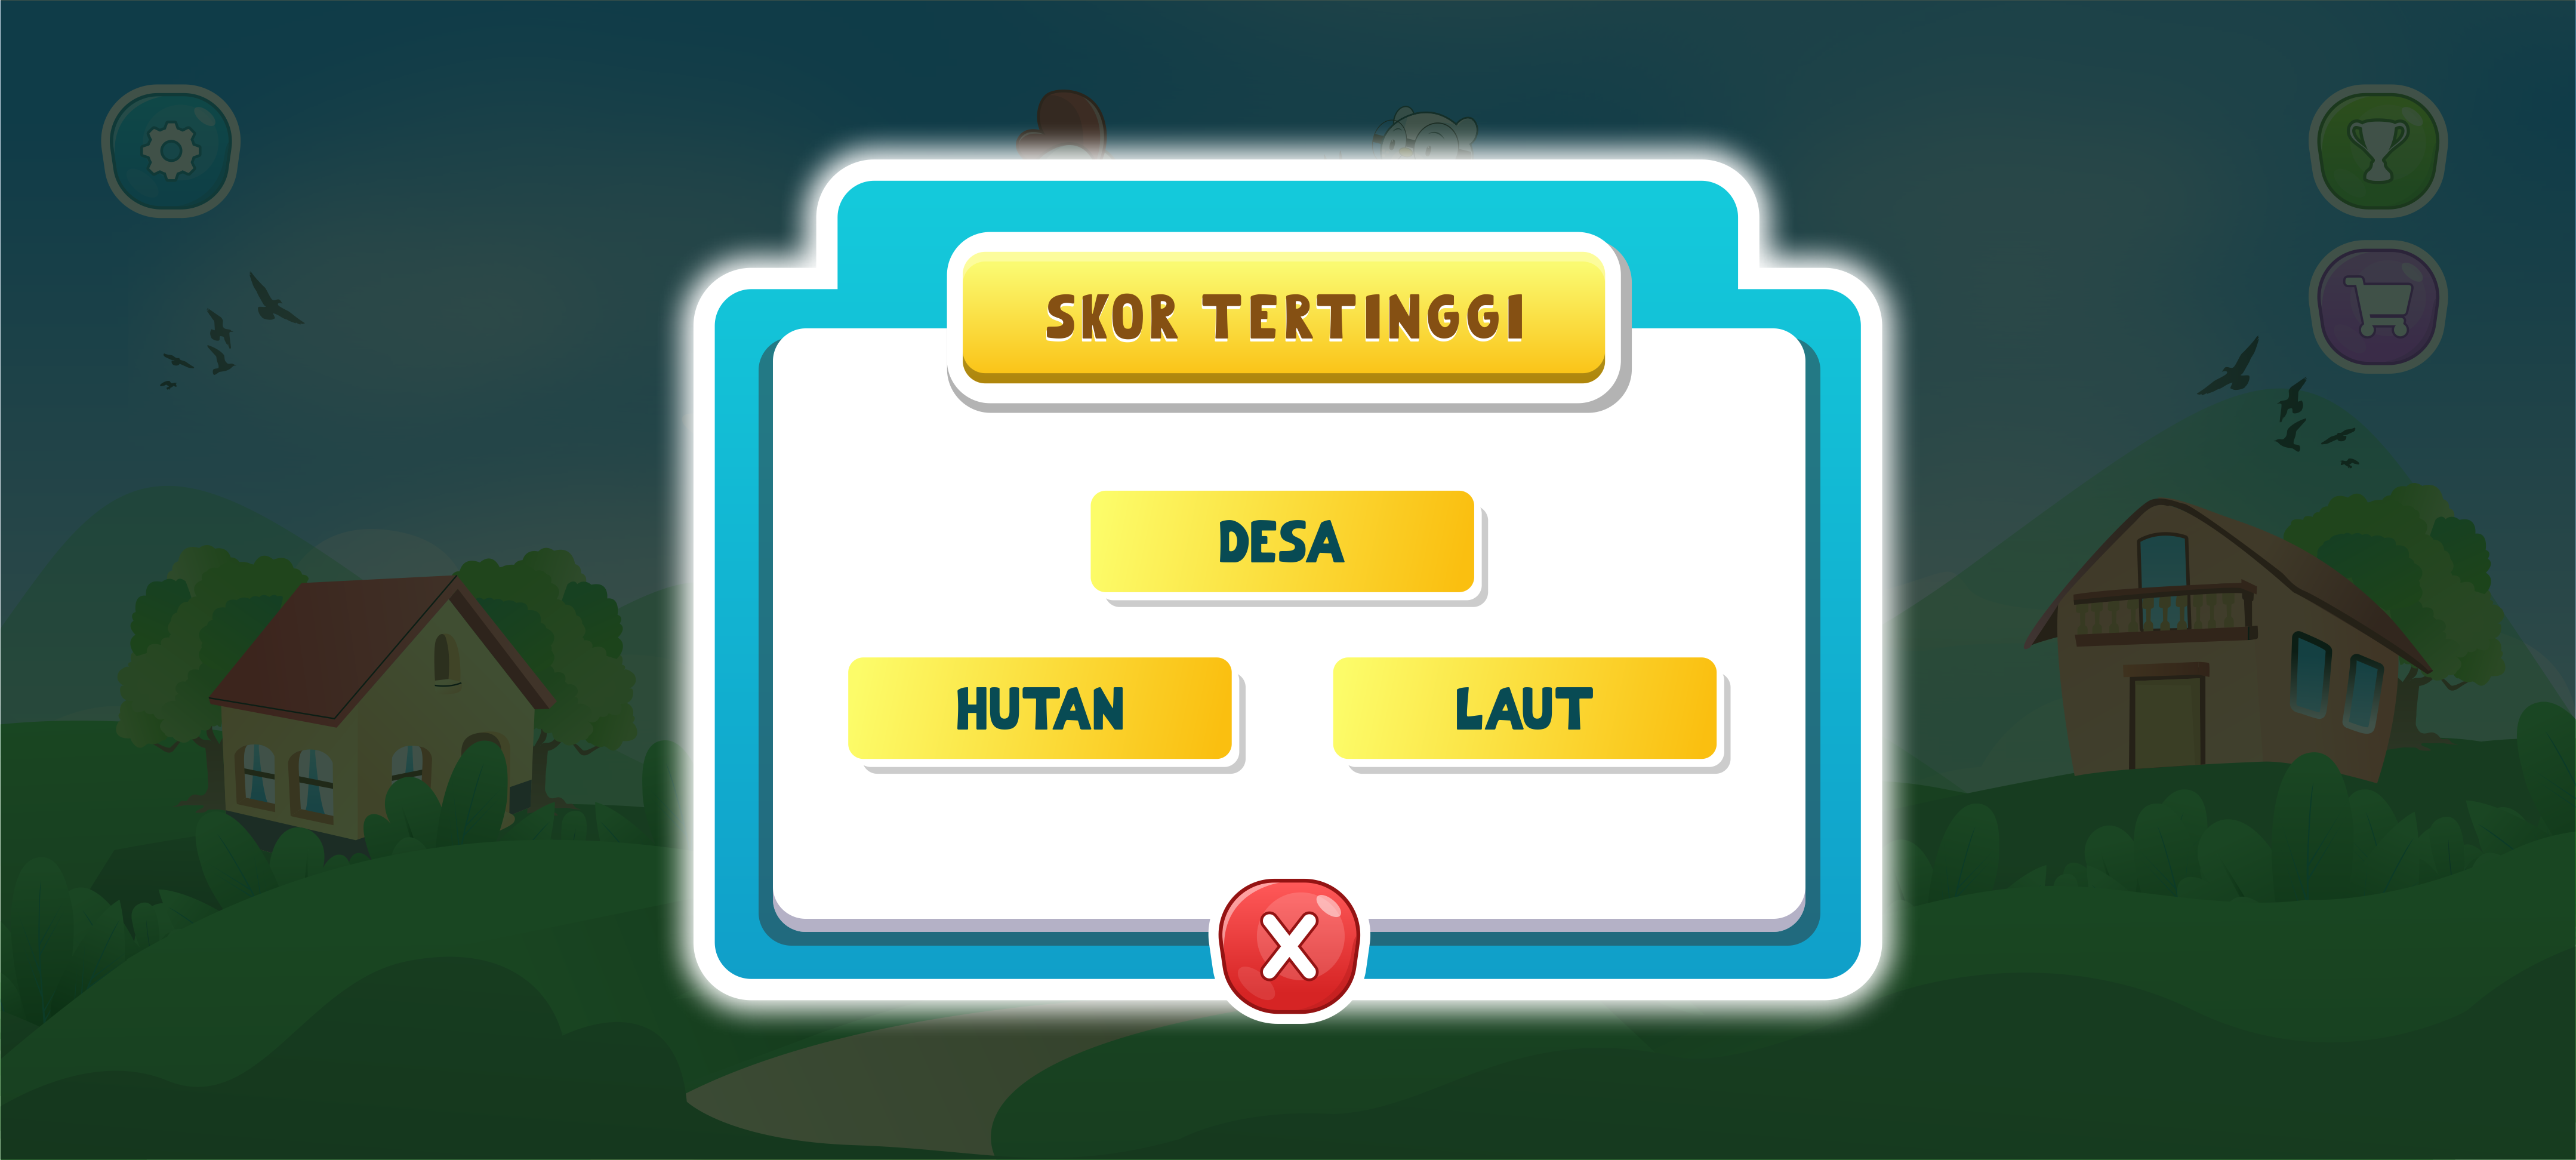 SKOR TERTINGGI
DESA
HUTAN
LAUT
X